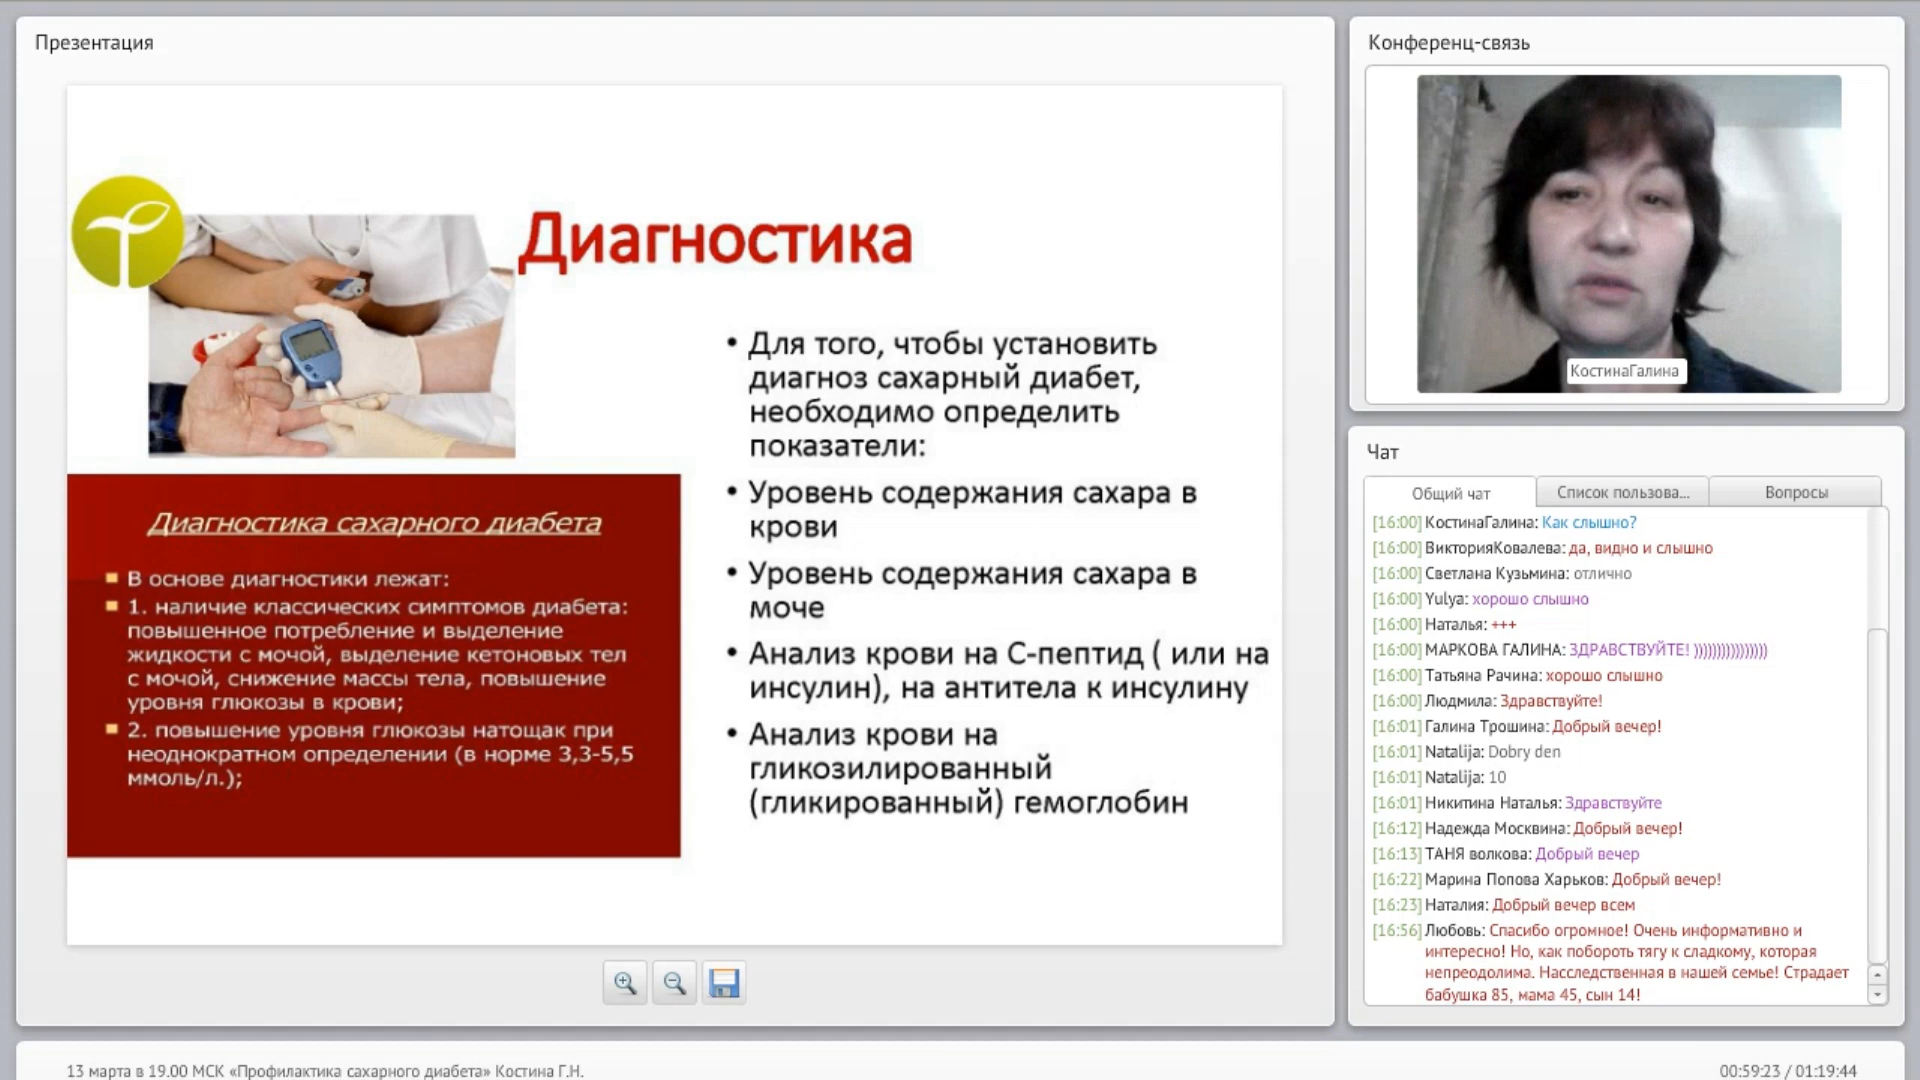 Презентация
Диагностика
• Для того, чтобы установить
диагноз сахарный диабет,
необходимо определить
показатели:
• Уровень содержания сахара в
крови
• Уровень содержания сахара в
моче
• Анализ крови на С-пептид ( или на
инсулин), на антитела к инсулину
• Анализ крови на
гликозилированный
(гликированный) гемоглобин
Диагностика сахарного диабета
В основе диагностики лежат:
1. наличие классических симптомов диабета:
повышенное потребление и выделение
жидкости с мочой, выделение кетоновых тел
с мочой, снижение массы тела, повышение
уровня глюкозы в крови;
2. повышение уровня глюкозы натощак при
неоднократном определении (в норме 3,3-5,5
ммоль/л.);
Конференц-связь
КостинаГалина
Чат
Общий чат
Список пользова...
Вопросы
[16:00] КостинаГалина: Как слышно?
[16:00] ВикторияКовалева: да, видно и слышно
[16:00] Светлана Кузьмина: отлично
[16:00] Yulya: хорошо слышно
[16:00] Наталья: +++
[16:00] МАРКОВА ГАЛИНА: ЗДРАВСТВУЙТЕ! ))))))))))))))))
[16:00] Татьяна Рачина: хорошо слышно
[16:00] Людмила: Здравствуйте!
[16:01] Галина Трошина: Добрый вечер!
[16:01] Natalija: Dobry den
[16:01] Natalija: 10
[16:01] Никитина Наталья: Здравствуйте
[16:12] Надежда Москвина: Добрый вечер!
[16:13] ТАНЯ волкова: Добрый вечер
[16:22] Марина Попова Харьков: Добрый вечер!
[16:23] Наталия: Добрый вечер всем
[16:56] Любовь: Спасибо огромное! Очень информативно и
интересно! Но, как побороть тягу к сладкому, которая
непреодолима. Насследственная в нашей семье! Страдает
бабушка 85, мама 45, сын 14!
13 марта в 19.00 МСК «Профилактика сахарного диабета» Костина Г.Н.
00:59:23 / 01:19:44